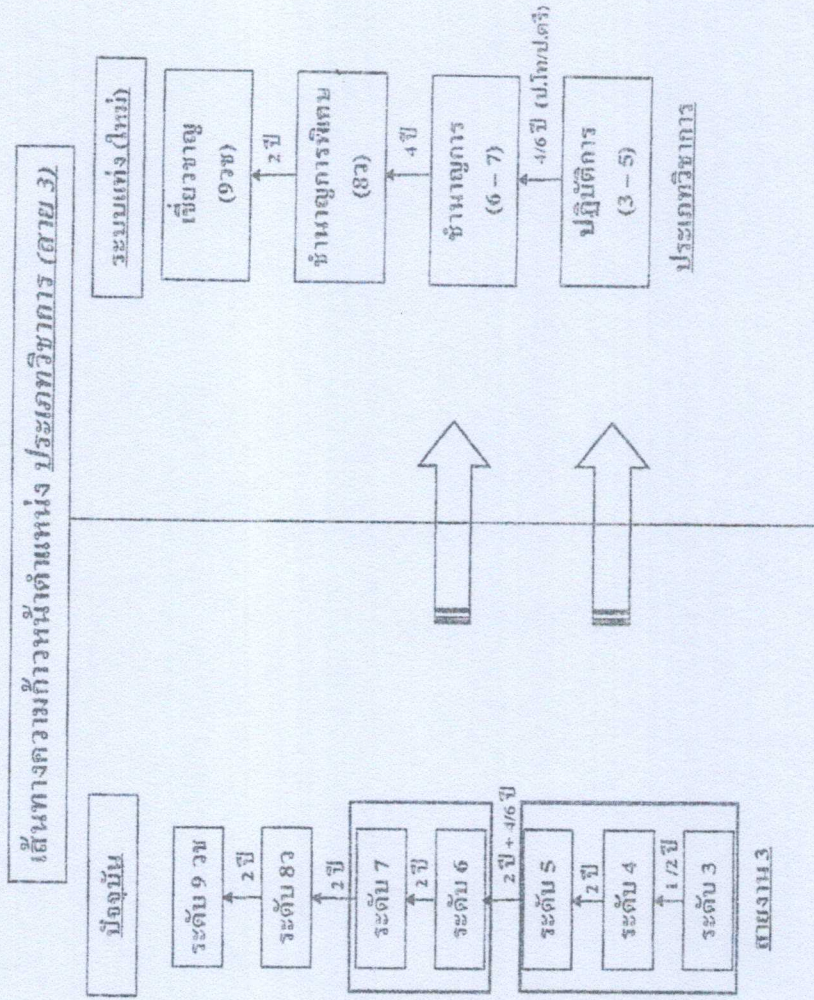 เส้นทางความก้าวหน้าตำแหน่ง ประเภทวิชาการ (สาย 3)
ปัจจุบัน
ระดับ 9 วช
2 ปี
ระดับ 8ว
2 ปี
ระดับ 7
2 ปี
ระดับ 6
2 ปี + 4/6 ปี
ระดับ 5
2 ปี
ระดับ 4
1 /2 ปี
ระดับ 3
สายงาน 3
ระบบแท่ง (ใหม่)
เชี่ยวชาญ
(9วช)
2 ปี
ชำนาญการพิเศษ
(8ว)
4 ปี
ชำนาญการ
(6 – 7)
4/6 ปี (ป.โท/ป.ตรี)
ปฏิบัติการ
(3 – 5)
ประเภทวิชาการ